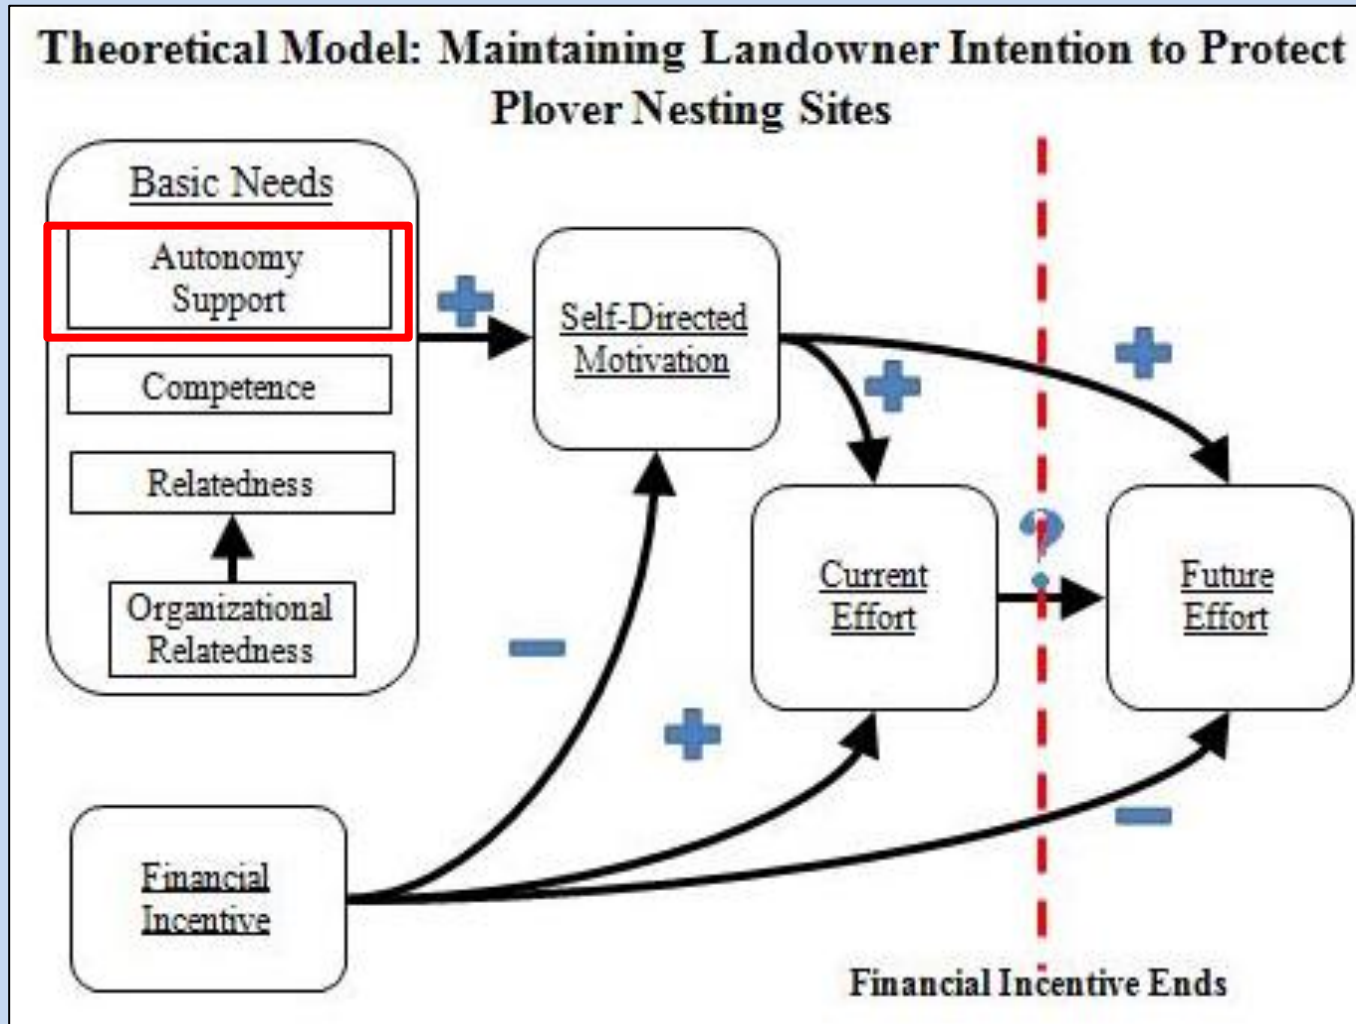 Theoretical Model: Maintaining Landowner Intention to Protect
Plover Nesting Sites
Basic Needs
Autonomy
Support
Competence
Relatedness
Organizational
Relatedness
Self-Directed
Motivation
Current
Effort
?
Future
Effort
Financial
Incentive
Financial Incentive Ends